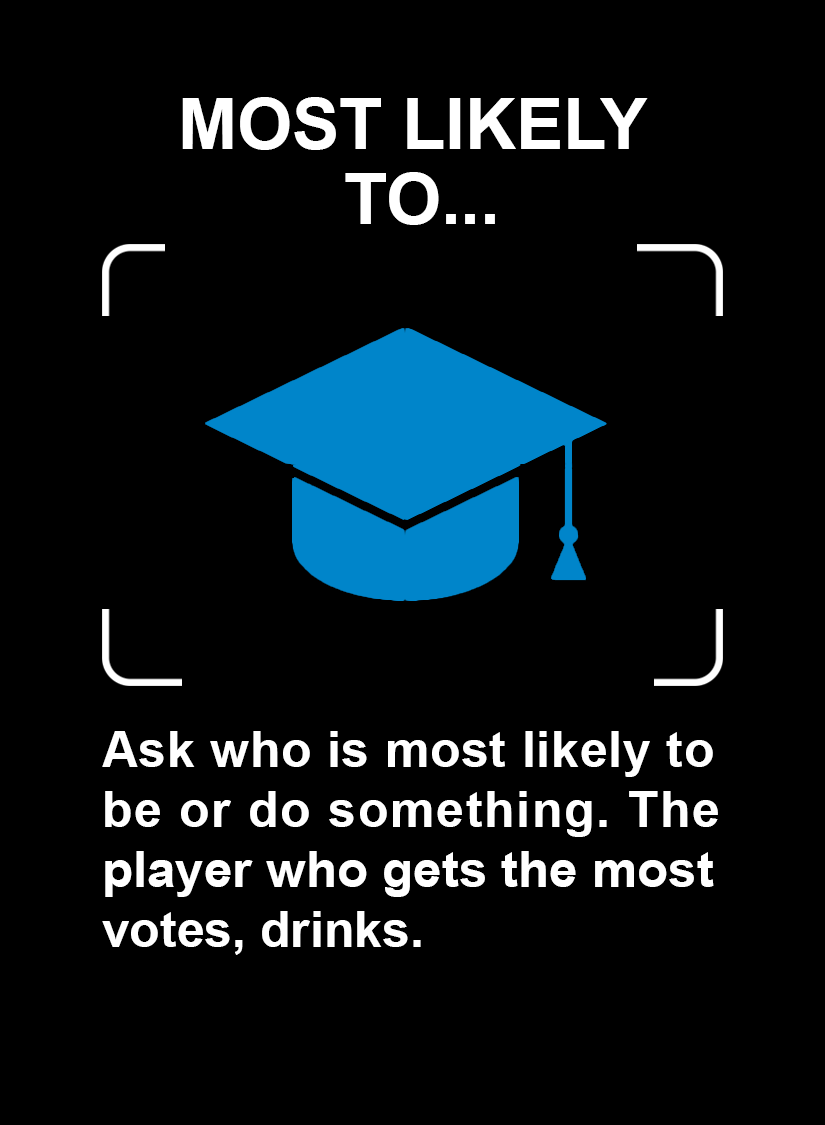 MOST LIKELY
TO...
Ask who is most likely to
be or do something. The
player who gets the most
votes, drinks.